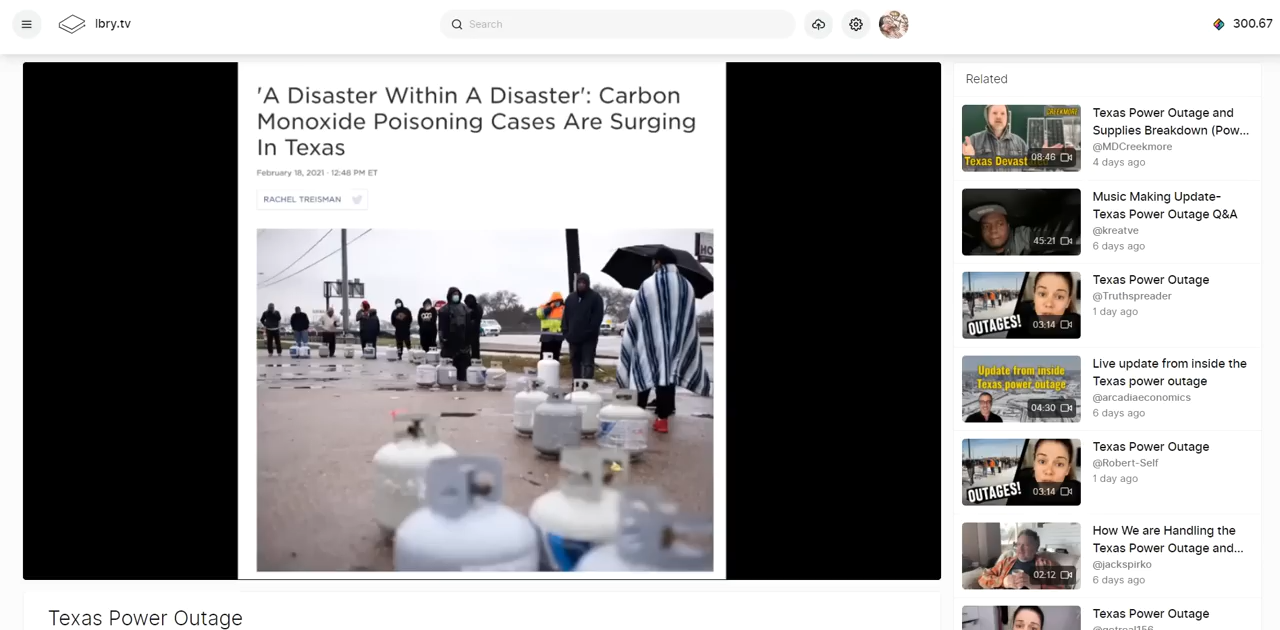 lbry.tv
Search
300.67
'A Disaster Within A Disaster': Carbon
Monoxide Poisoning Cases Are Surging
In Texas
February 18, 2021 · 12:48 PM ET
RACHEL TREISMAN
HO
Texas Power Outage
Related
CREEKMORE
Texas Devast
08:46
Texas Power Outage and
Supplies Breakdown (Pow...
@MDCreekmore
4 days ago
45:21
Music Making Update-
Texas Power Outage Q&A
@kreatve
6 days ago
OUTAGES!
03:14
Texas Power Outage
@Truthspreader
1 day ago
Update from inside
Texas power outage
04:30
Live update from inside the
Texas power outage
@arcadiaeconomics
6 days ago
OUTAGES!
03:14
Texas Power Outage
@Robert-Self
1 day ago
02:12
How We are Handling the
Texas Power Outage and...
@jackspirko
6 days ago
Texas Power Outage